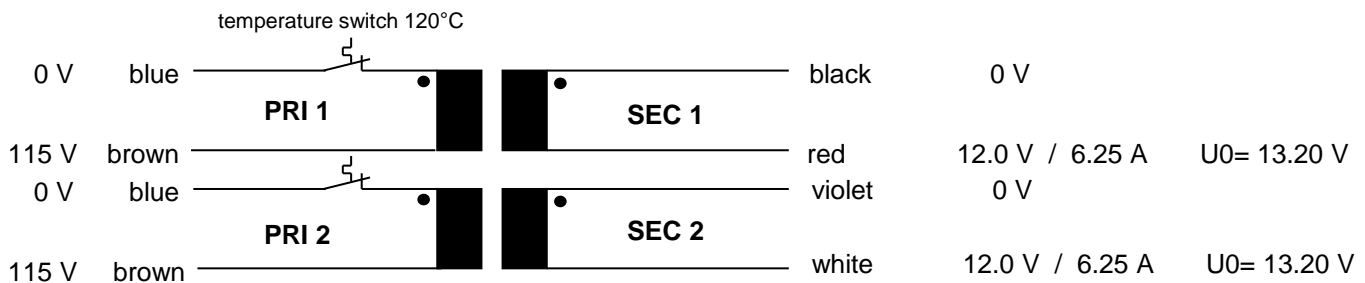 temperature switch 120°C
0 V blue black 0 V
PRI 1 SEC 1
115 V brown red 12.0 V / 6.25 A U0= 13.20 V
0 V blue violet 0 V
PRI 2 SEC 2
115 V brown white 12.0 V / 6.25 A U0= 13.20 V